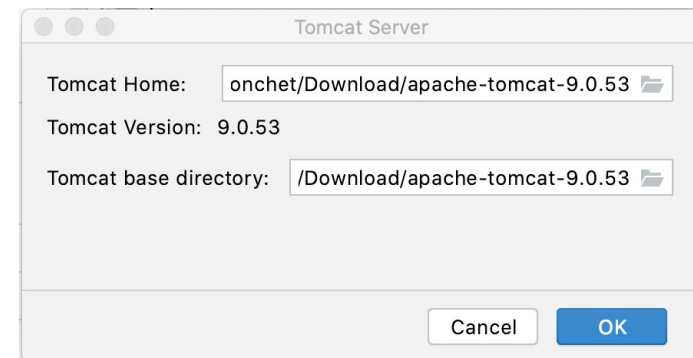 Tomcat Server
Tomcat Home: onchet/Download/apache-tomcat-9.0.53
Tomcat Version: 9.0.53
Tomcat base directory: /Download/apache-tomcat-9.0.53
Cancel OK